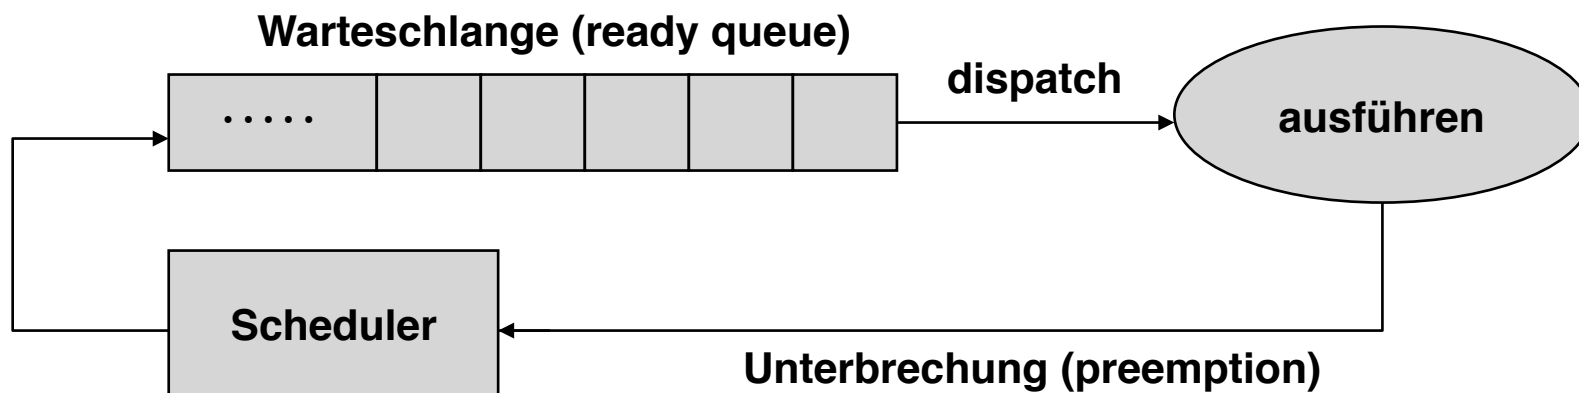 Warteschlange (ready queue)
dispatch
.....
ausführen
Scheduler
Unterbrechung (preemption)